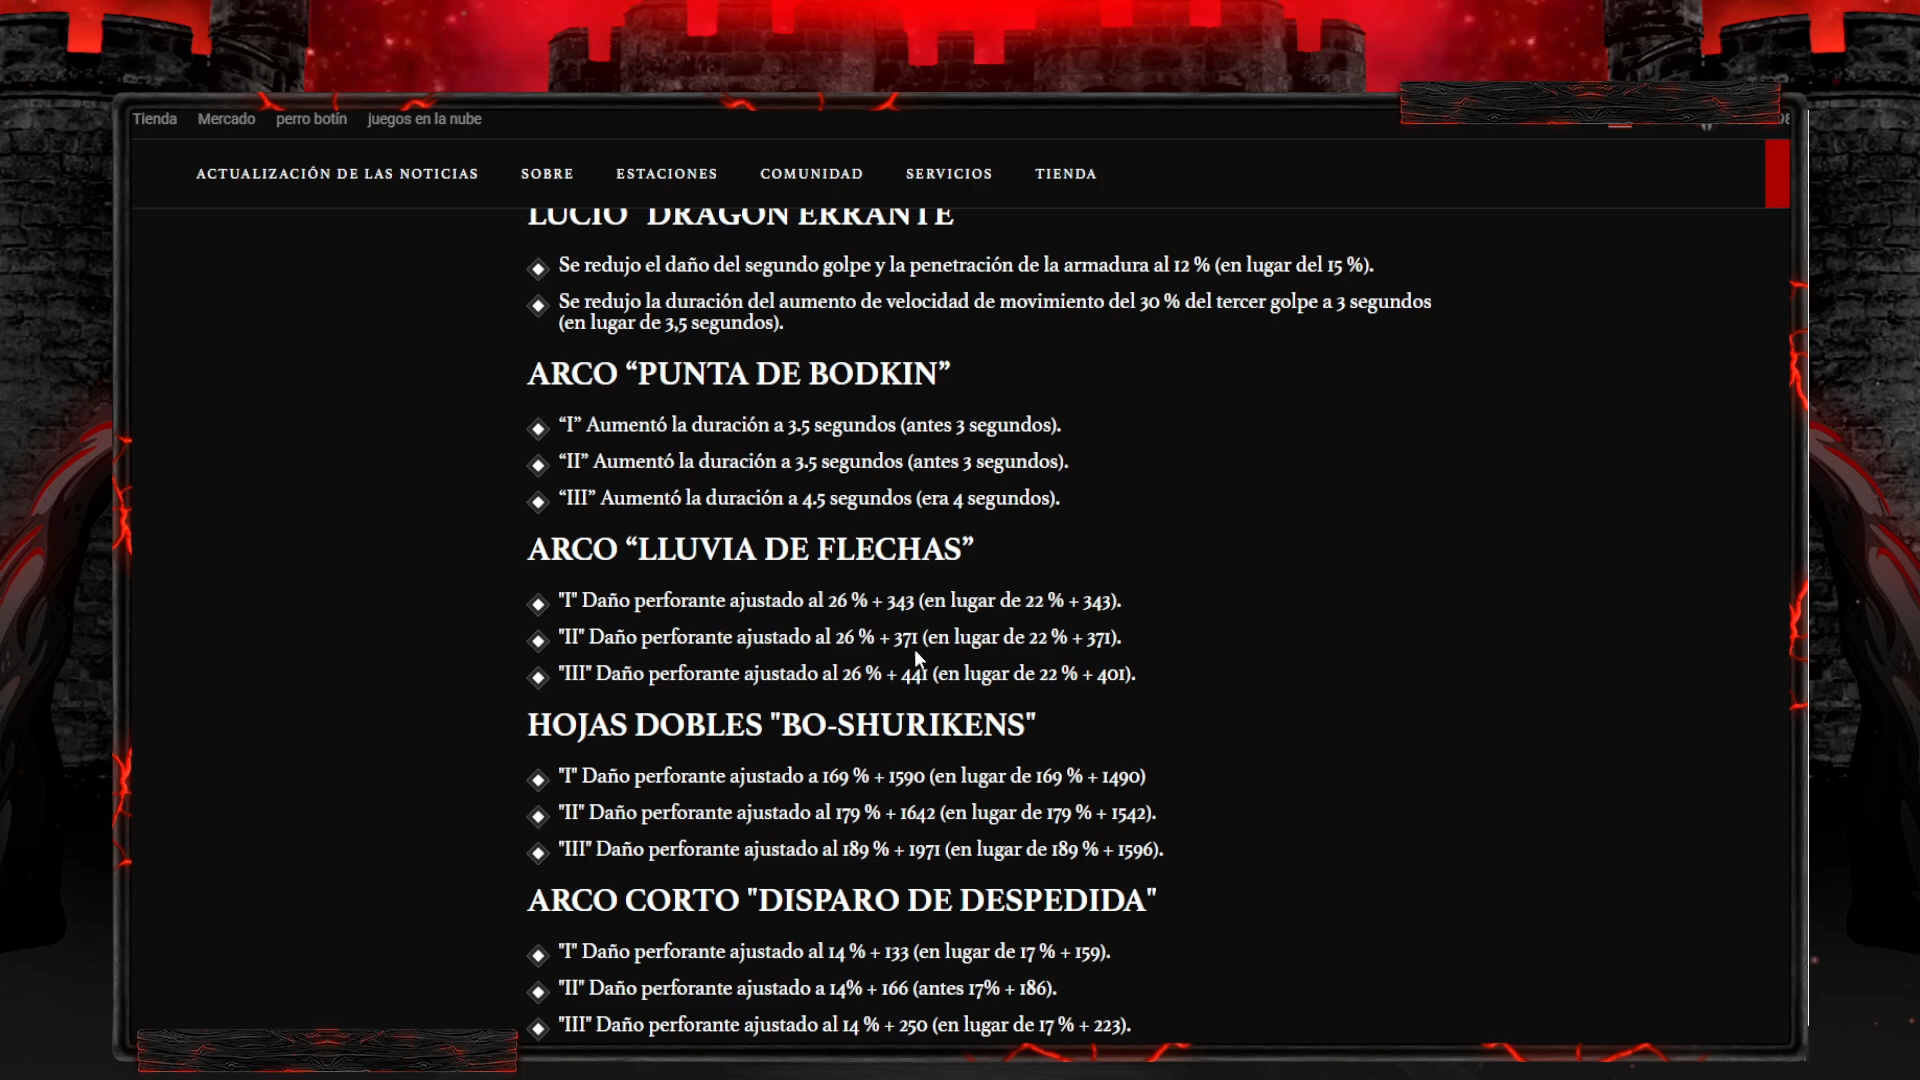 Tienda Mercado perro botín juegos en la nube
ACTUALIZACIÓN DE LAS NOTICIAS SOBRE ESTACIONES COMUNIDAD SERVICIOS TIENDA
LUCIO "DRAGÓN ERRANTE
Se redujo el daño del segundo golpe y la penetración de la armadura al 12 % (en lugar del 15 %).
Se redujo la duración del aumento de velocidad de movimiento del 30 % del tercer golpe a 3 segundos
(en lugar de 3,5 segundos).
ARCO “PUNTA DE BODKIN”
“I” Aumentó la duración a 3.5 segundos (antes 3 segundos).
“II” Aumentó la duración a 3.5 segundos (antes 3 segundos).
“III” Aumentó la duración a 4.5 segundos (era 4 segundos).
ARCO “LLUVIA DE FLECHAS”
"I" Daño perforante ajustado al 26 % + 343 (en lugar de 22 % + 343).
"II" Daño perforante ajustado al 26 % + 371 (en lugar de 22 % + 371).
"III" Daño perforante ajustado al 26 % + 441 (en lugar de 22 % + 401).
HOJAS DOBLES "BO-SHURIKENS"
"I" Daño perforante ajustado a 169 % + 1590 (en lugar de 169 % + 1490)
"II" Daño perforante ajustado al 179 % + 1642 (en lugar de 179 % + 1542).
"III" Daño perforante ajustado al 189 % + 1971 (en lugar de 189 % + 1596).
ARCO CORTO "DISPARO DE DESPEDIDA"
"I" Daño perforante ajustado al 14 % + 133 (en lugar de 17 % + 159).
"II" Daño perforante ajustado a 14% + 166 (antes 17% + 186).
"III" Daño perforante ajustado al 14 % + 250 (en lugar de 17 % + 223).